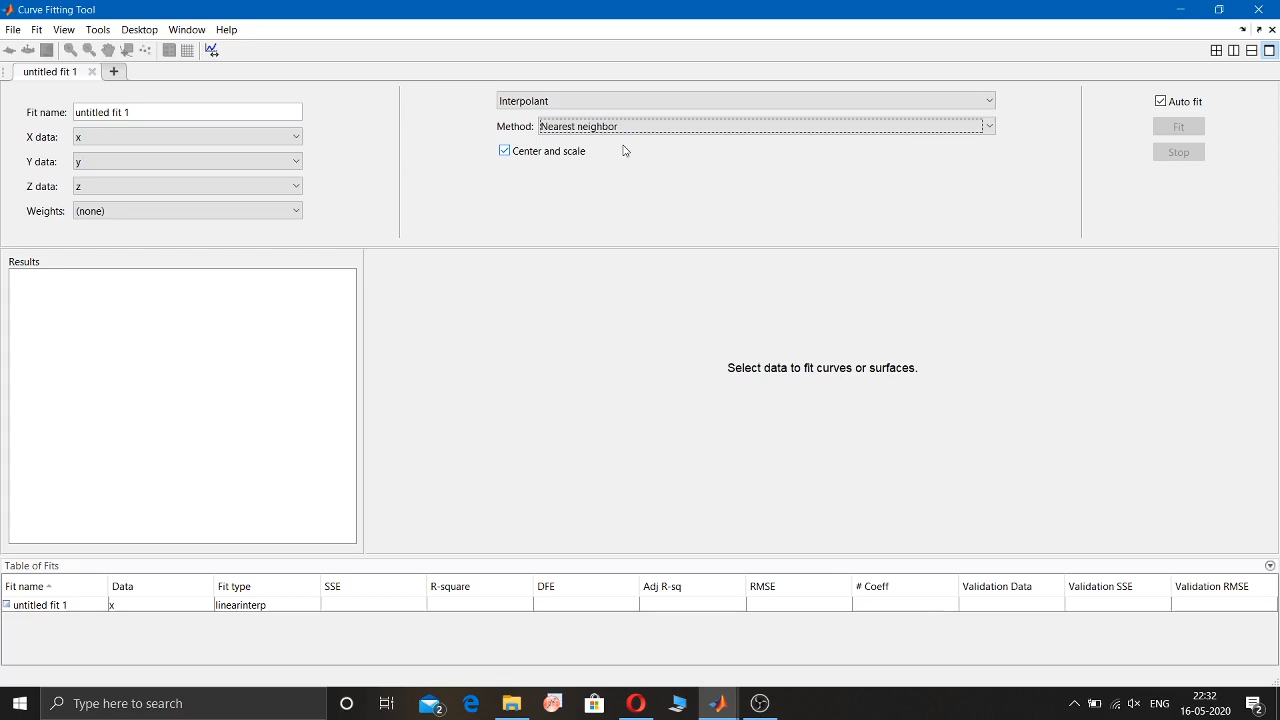 Curve Fitting Tool
File Fit View Tools Desktop Window Help
untitled fit 1
Fit name: untitled fit 1
X data: x
Y data: y
Z data: z
Weights: (none)
Interpolant
Method: Nearest neighbor
Center and scale
Auto fit
Fit
Stop
Results
Select data to fit curves or surfaces.
Table of Fits
Fit name Data Fit type SSE R-square DFE Adj R-sq RMSE # Coeff Validation Data Validation SSE Validation RMSE
untitled fit 1 x linearinterp
Type here to search
2
ENG
22:32
16-05-2020
2